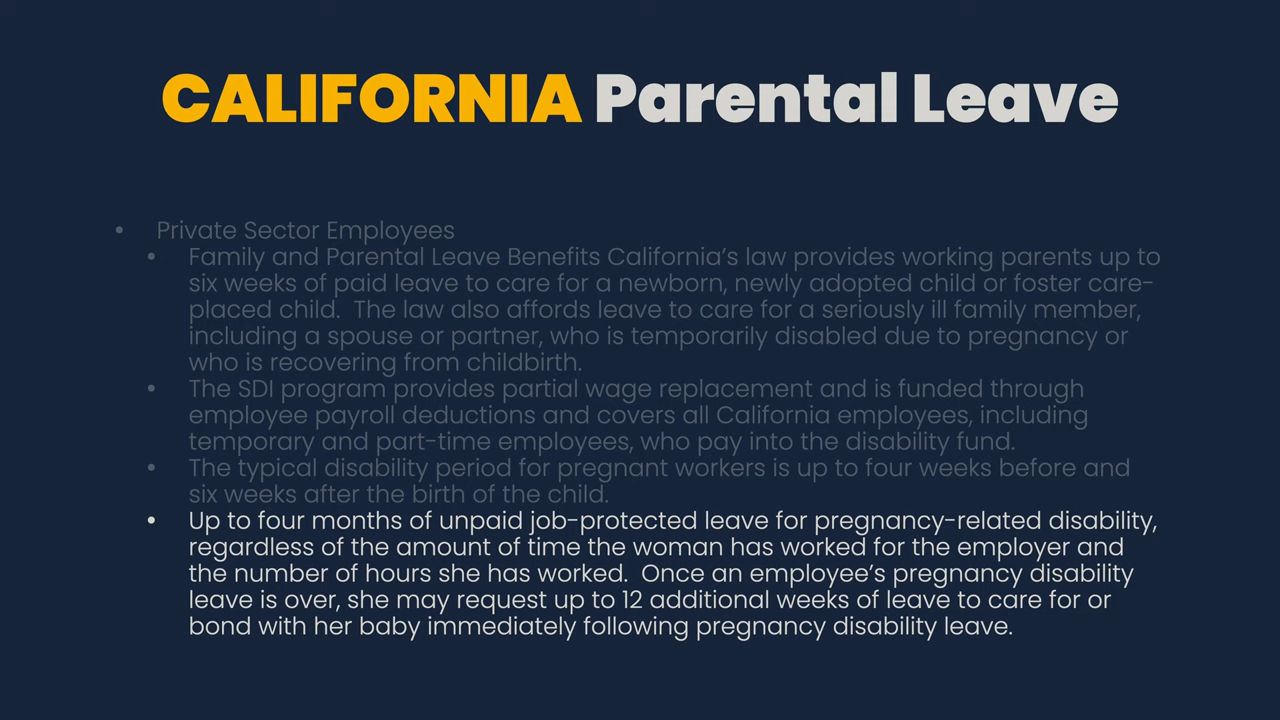 CALIFORNIA Parental Leave
• Private Sector Employees
• Family and Parental Leave Benefits California's law provides working parents up to
six weeks of paid leave to care for a newborn, newly adopted child or foster care-
placed child.  The law also affords leave to care for a seriously ill family member,
including a spouse or partner, who is temporarily disabled due to pregnancy or
who is recovering from childbirth.
• The SDI program provides partial wage replacement and is funded through
employee payroll deductions and covers all California employees, including
temporary and part-time employees, who pay into the disability fund.
• The typical disability period for pregnant workers is up to four weeks before and
six weeks after the birth of the child.
• Up to four months of unpaid job-protected leave for pregnancy-related disability,
regardless of the amount of time the woman has worked for the employer and
the number of hours she has worked.  Once an employee's pregnancy disability
leave is over, she may request up to 12 additional weeks of leave to care for or
bond with her baby immediately following pregnancy disability leave.